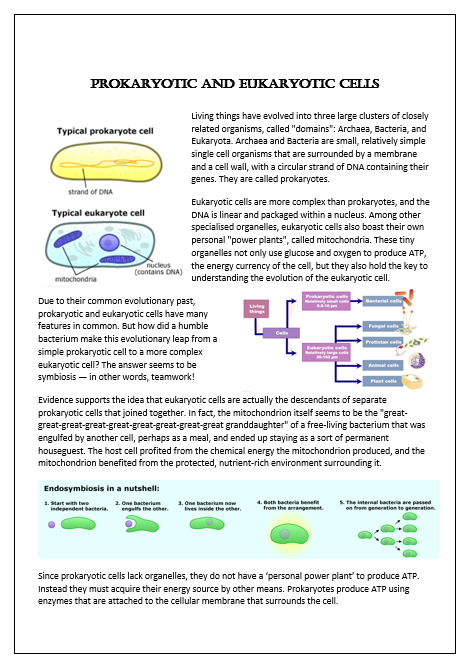 PROKARYOTIC AND EUKARYOTIC CELLS
Living things have evolved into three large clusters of closely
related organisms, called "domains": Archaea, Bacteria, and
Eukaryota. Archaea and Bacteria are small, relatively simple
single cell organisms that are surrounded by a membrane
and a cell wall, with a circular strand of DNA containing their
genes. They are called prokaryotes.
Typical prokaryote cell
strand of DNA
Typical eukaryote cell
nucleus
(contains DNA)
mitochondria
Eukaryotic cells are more complex than prokaryotes, and the
DNA is linear and packaged within a nucleus. Among other
specialised organelles, eukaryotic cells also boast their own
personal "power plants", called mitochondria. These tiny
organelles not only use glucose and oxygen to produce ATP,
the energy currency of the cell, but they also hold the key to
understanding the evolution of the eukaryotic cell.
Due to their common evolutionary past,
prokaryotic and eukaryotic cells have many
features in common. But how did a humble
bacterium make this evolutionary leap from a
simple prokaryotic cell to a more complex
eukaryotic cell? The answer seems to be
symbiosis — in other words, teamwork!
Living
things
Cells
Prokaryotic cells
Relatively small cells
Eukaryotic cells
Relatively large cells
Bacterial cells
Fungal cells
Protistan cells
Animal cells
Plant cells
Evidence supports the idea that eukaryotic cells are actually the descendants of separate
prokaryotic cells that joined together. In fact, the mitochondrion itself seems to be the "great-
great-great-great-great-great-great-great-great granddaughter" of a free-living bacterium that was
engulfed by another cell, perhaps as a meal, and ended up staying as a sort of permanent
houseguest. The host cell profited from the chemical energy the mitochondrion produced, and the
mitochondrion benefited from the protected, nutrient-rich environment surrounding it.
Endosymbiosis in a nutshell:
1. Start with two
independent bacteria.
2. One bacterium
engulfs the other.
3. One bacterium now
lives inside the other.
4. Both bacteria benefit
from the arrangement.
5. The internal bacteria are passed
on from generation to generation.
Since prokaryotic cells lack organelles, they do not have a ‘personal power plant’ to produce ATP.
Instead they must acquire their energy source by other means. Prokaryotes produce ATP using
enzymes that are attached to the cellular membrane that surrounds the cell.